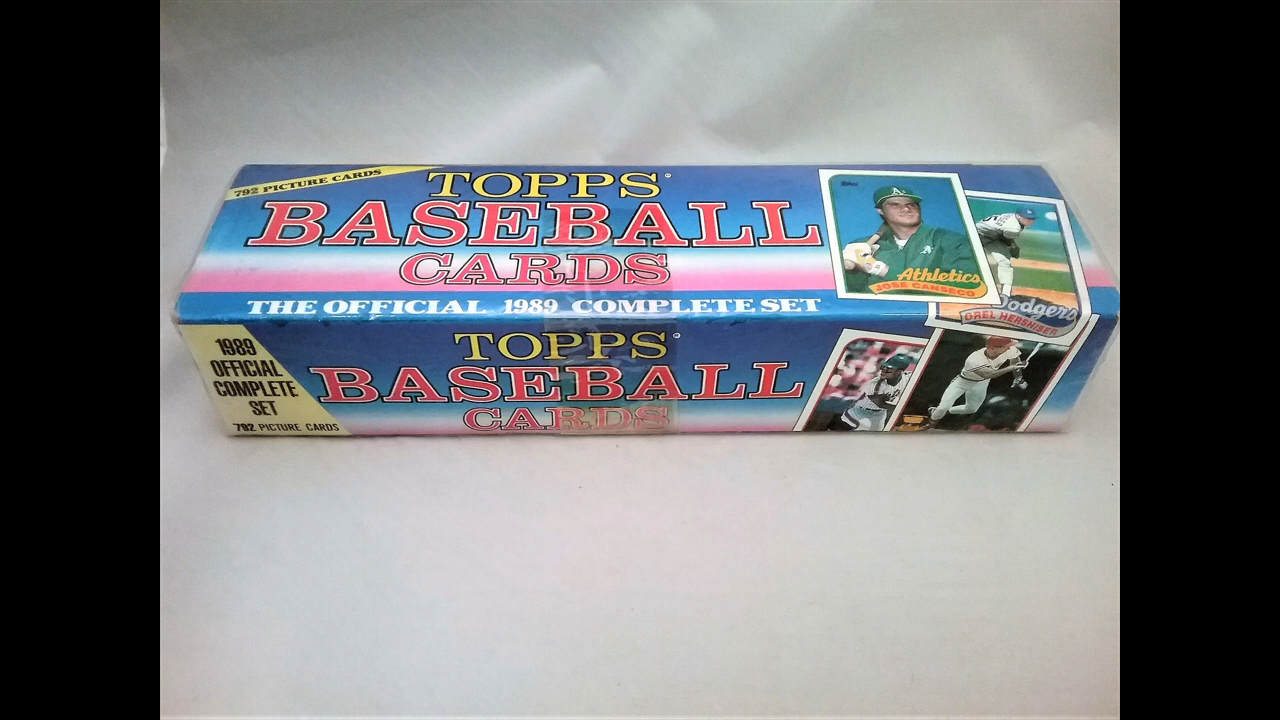 792 PICTURE CARDS
TOPPS®
BASEBALL
CARDS
THE OFFICIAL 1989 COMPLETE SET
Topps
A's
A's
Athletics
JOSE CANSECO
Dodgers
OREL HERSHISER
1989
OFFICIAL
COMPLETE
SET
792 PICTURE CARDS
TOPPS®
BASEBALL
CARDS